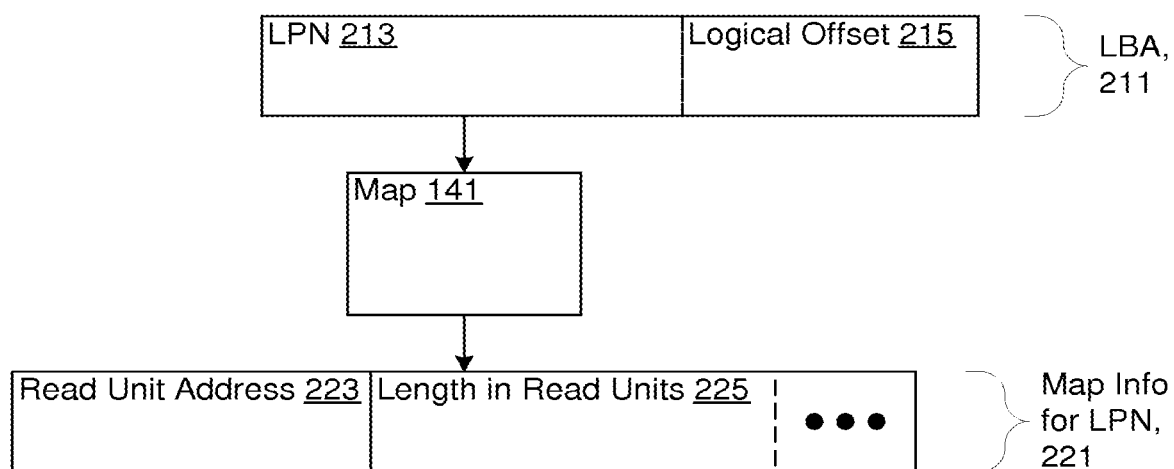 LPN 213
Logical Offset 215
LBA,
211
Map 141
Read Unit Address 223
Length in Read Units 225
Map Info
for LPN,
221